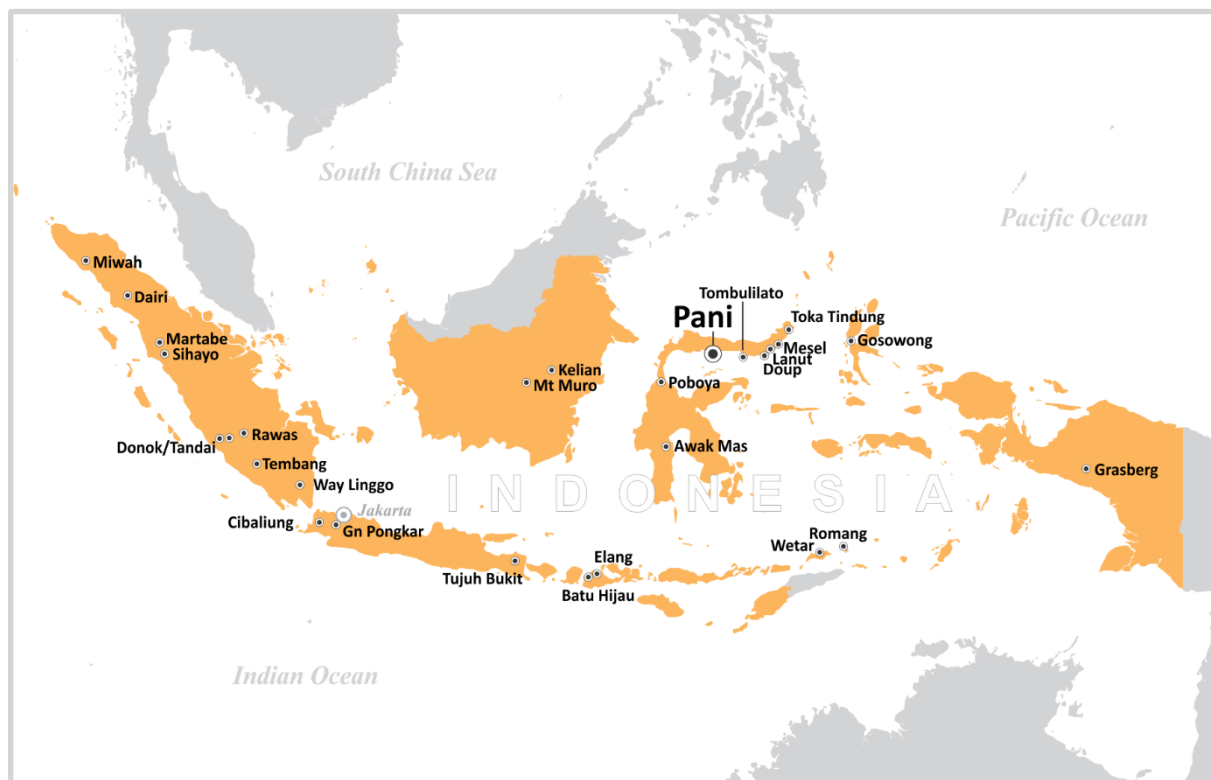 South China Sea
Pacific Ocean
Miwah
Dairi
Tombulilato
Pani
Toka Tindung
Martabe
Sihayo
Mesel
Gosowong
Lanut
Doup
Kelian
Mt Muro
Poboya
Rawas
Donok/Tandai
Awak Mas
Tembang
Grasberg
Way Linggo
INDONESIA
Jakarta
Cibaliung
Gn Pongkar
Romang
Wetar
Elang
Tujuh Bukit
Batu Hijau
Indian Ocean